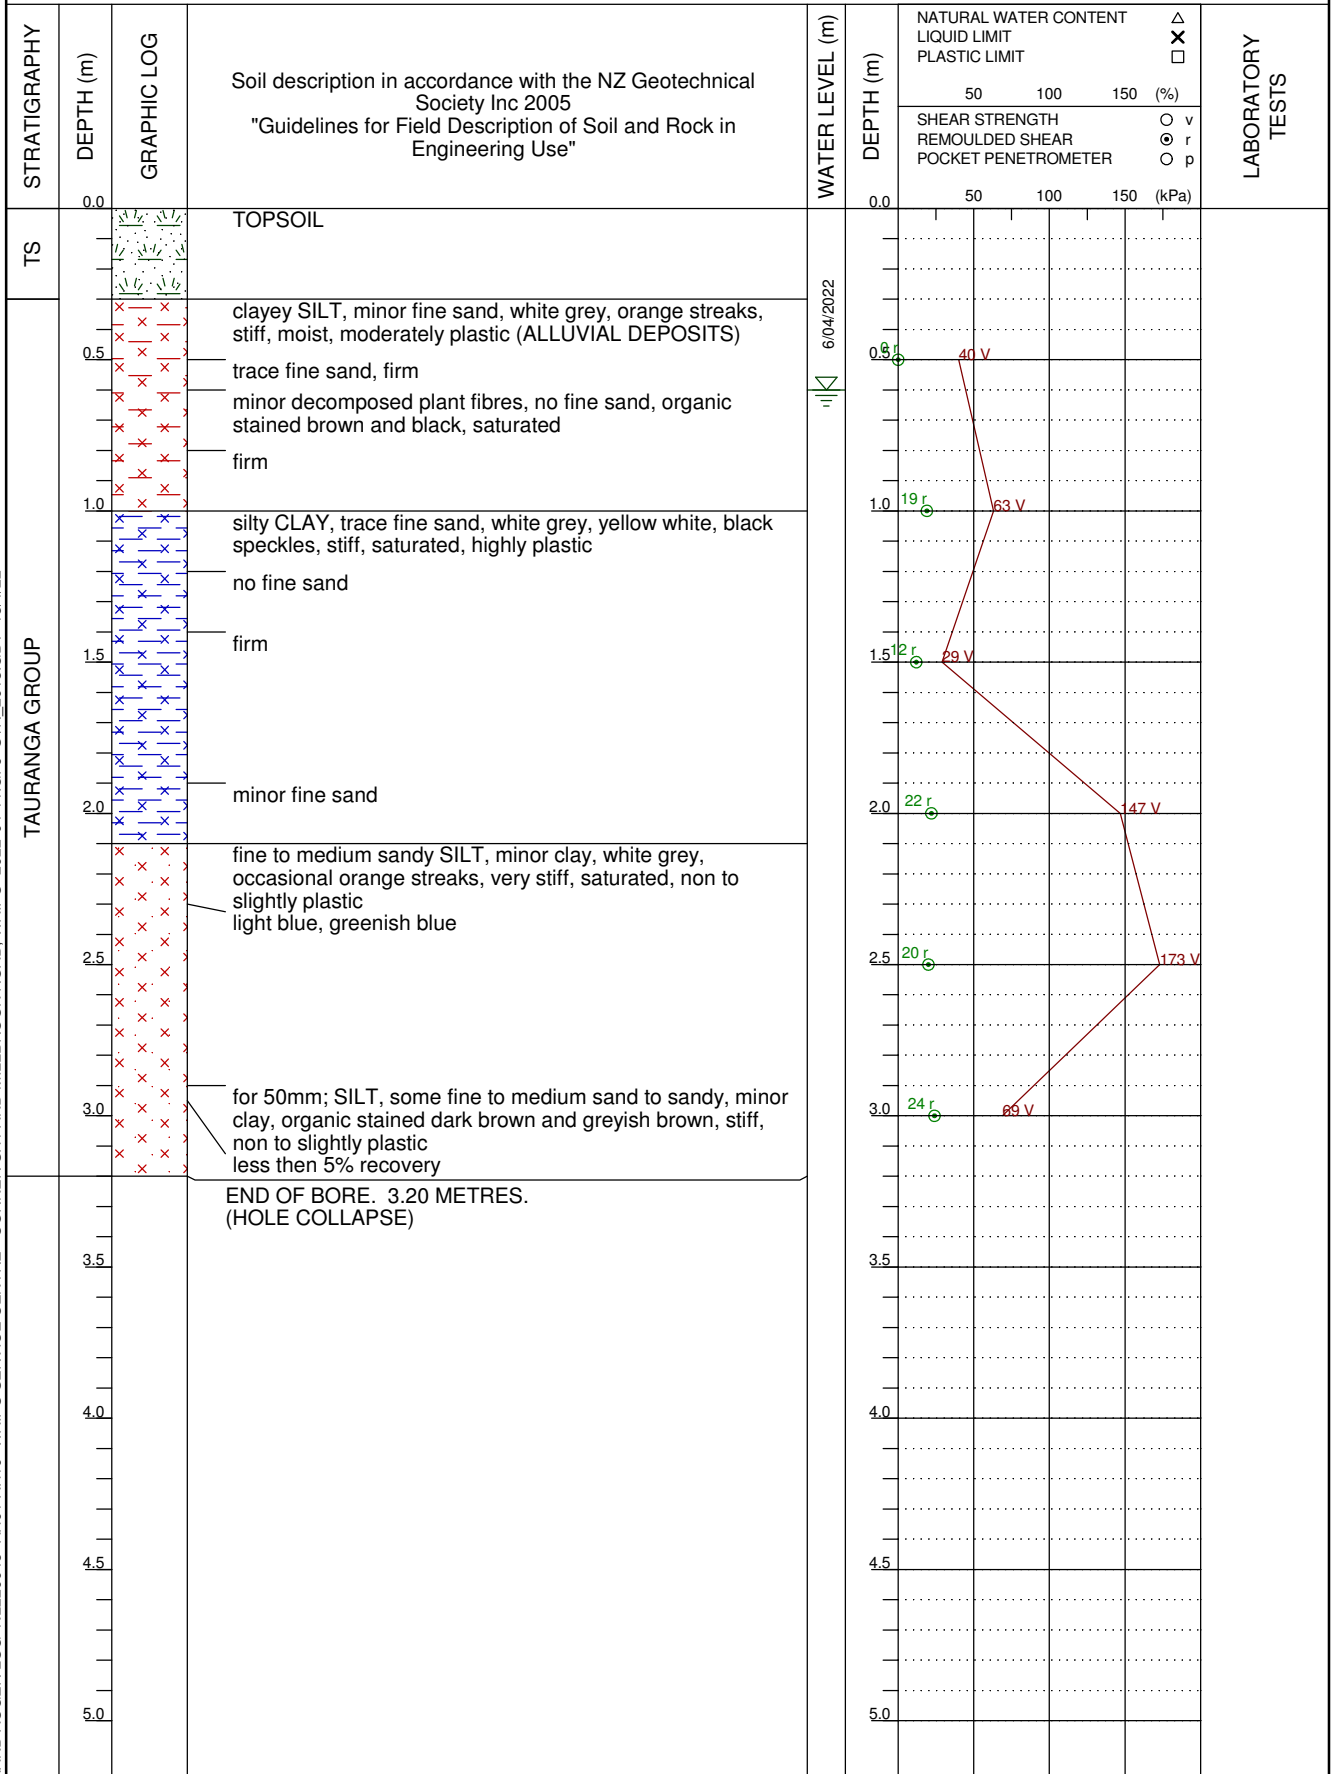 STRATIGRAPHY
DEPTH (m)
GRAPHIC LOG
Soil description in accordance with the NZ Geotechnical
Society Inc 2005
"Guidelines for Field Description of Soil and Rock in
Engineering Use"
WATER LEVEL (m)
DEPTH (m)
NATURAL WATER CONTENT
LIQUID LIMIT
PLASTIC LIMIT
50 100 150 (%)
SHEAR STRENGTH v
REMOULDED SHEAR r
POCKET PENETROMETER p
50 100 150 (kPa)
LABORATORY
TESTS
0.0
0.0
TS
TOPSOIL
6/04/2022
clayey SILT, minor fine sand, white grey, orange streaks,
stiff, moist, moderately plastic (ALLUVIAL DEPOSITS)
0.5
0.5
0 r
40 V
trace fine sand, firm
minor decomposed plant fibres, no fine sand, organic
stained brown and black, saturated
firm
1.0
1.0
19 r
63 V
silty CLAY, trace fine sand, white grey, yellow white, black
speckles, stiff, saturated, highly plastic
no fine sand
firm
1.5
1.5
12 r
29 V
TAURANGA GROUP
minor fine sand
2.0
2.0
22 r
147 V
fine to medium sandy SILT, minor clay, white grey,
occasional orange streaks, very stiff, saturated, non to
slightly plastic
light blue, greenish blue
2.5
2.5
20 r
173 V
for 50mm; SILT, some fine to medium sand to sandy, minor
clay, organic stained dark brown and greyish brown, stiff,
non to slightly plastic
less then 5% recovery
3.0
3.0
24 r
69 V
END OF BORE. 3.20 METRES.
(HOLE COLLAPSE)
3.5
3.5
4.0
4.0
4.5
4.5
5.0
5.0